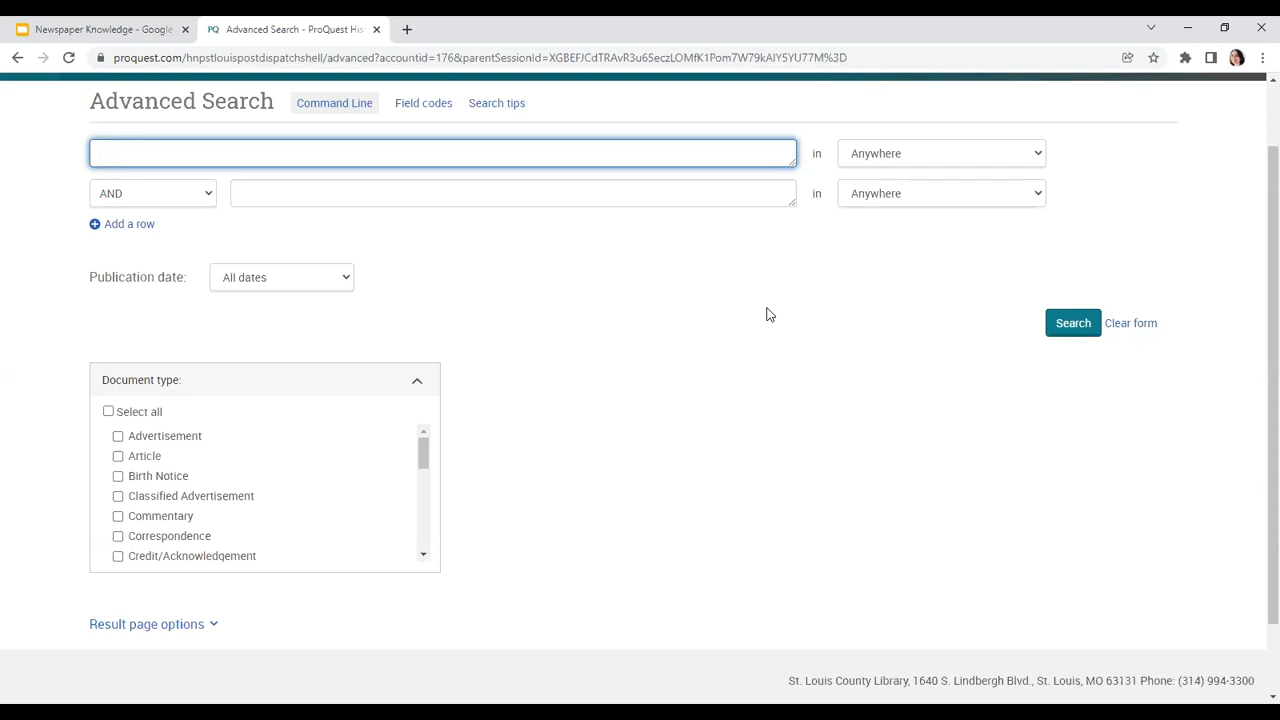 Newspaper Knowledge - Google
PQ Advanced Search - ProQuest His
proquest.com/hnpstlouispostdispatchshell/advanced?accountid=176&parentSessionId=XGBEFJCdTRAvR3u65eczLOMfK1Pom7W79kAIY5YU77M%3D
Advanced Search Command Line Field codes Search tips
in Anywhere
AND in Anywhere
Add a row
Publication date: All dates
Search Clear form
Document type:
Select all
Advertisement
Article
Birth Notice
Classified Advertisement
Commentary
Correspondence
Credit/Acknowledgement
Result page options
St. Louis County Library, 1640 S. Lindbergh Blvd., St. Louis, MO 63131 Phone: (314) 994-3300